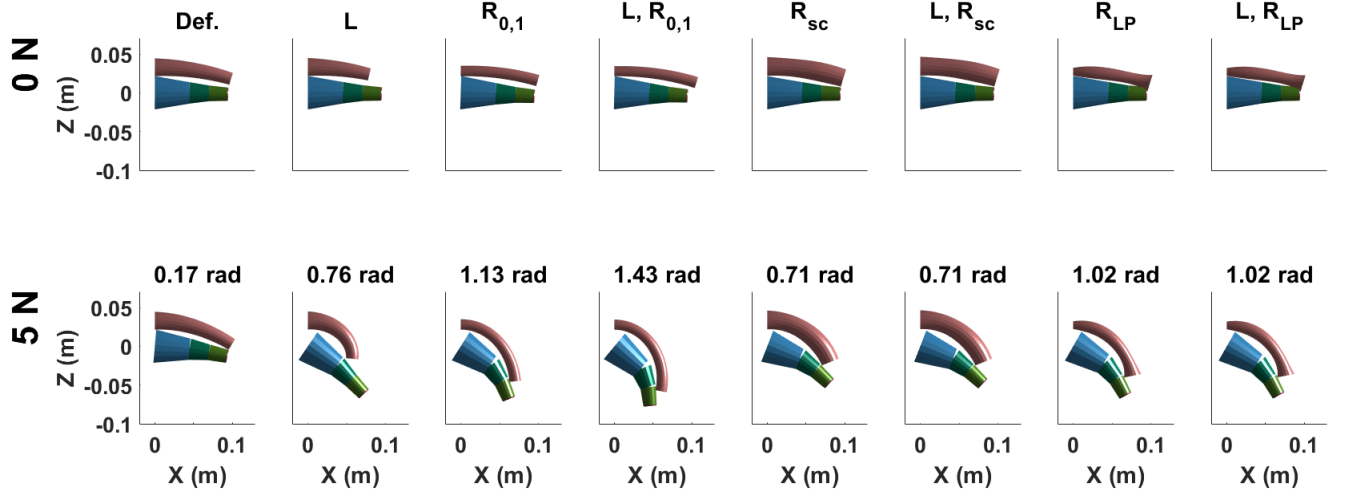 Def. L R0,1 L, R0,1 Rsc L, Rsc RLP L, RLP
0 N
Z (m)
0.05
0
-0.05
-0.1
0.17 rad 0.76 rad 1.13 rad 1.43 rad 0.71 rad 0.71 rad 1.02 rad 1.02 rad
5 N
Z (m)
0.05
0
-0.05
-0.1
0 0.1 0 0.1 0 0.1 0 0.1 0 0.1 0 0.1 0 0.1 0 0.1
X (m) X (m) X (m) X (m) X (m) X (m) X (m) X (m)